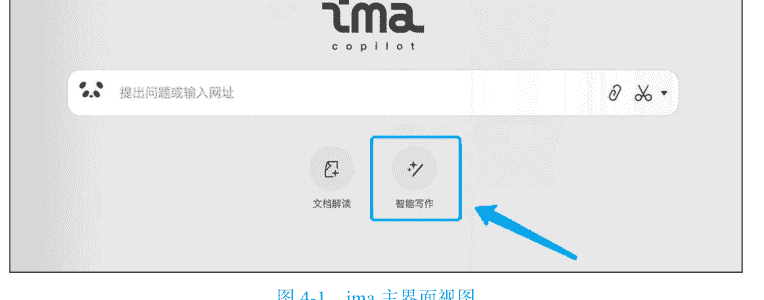 ima
copilot
提出问题或输入网址
文档解读
智能写作
图 4-1 ima 主界面视图